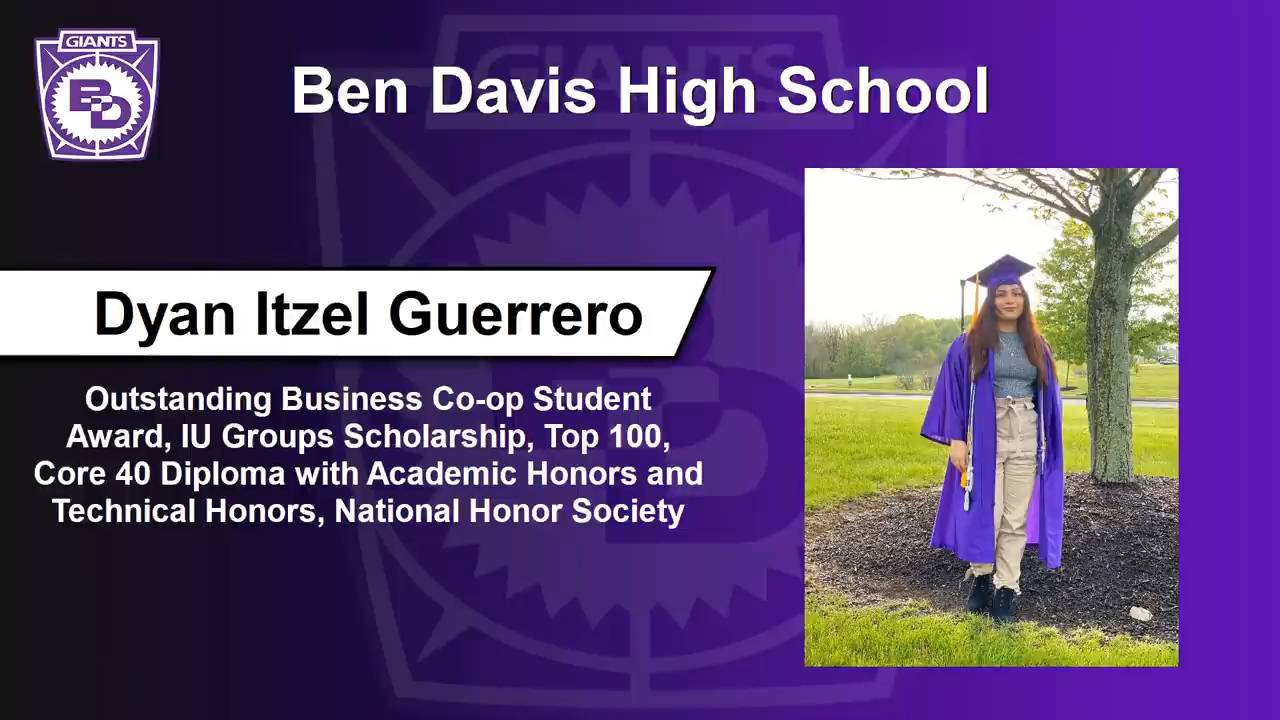 GIANTS
BD
GIANTS
Ben Davis High School
Dyan Itzel Guerrero
Outstanding Business Co-op Student
Award, IU Groups Scholarship, Top 100,
Core 40 Diploma with Academic Honors and
Technical Honors, National Honor Society